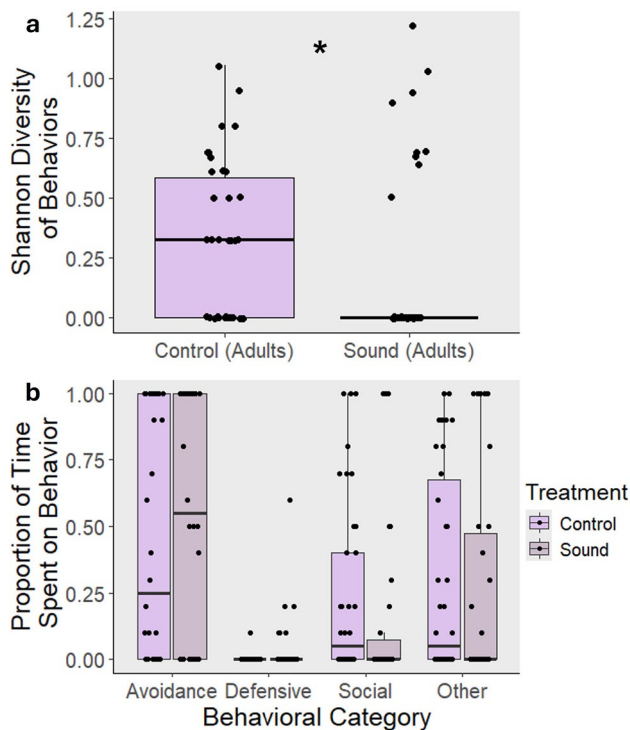 a
*
Shannon Diversity
of Behaviors
1.25
1.00
0.75
0.50
0.25
0.00
Control (Adults) Sound (Adults)
b
Proportion of Time
Spent on Behavior
1.00
0.75
0.50
0.25
0.00
Avoidance Defensive Social Other
Behavioral Category
Treatment
Control
Sound